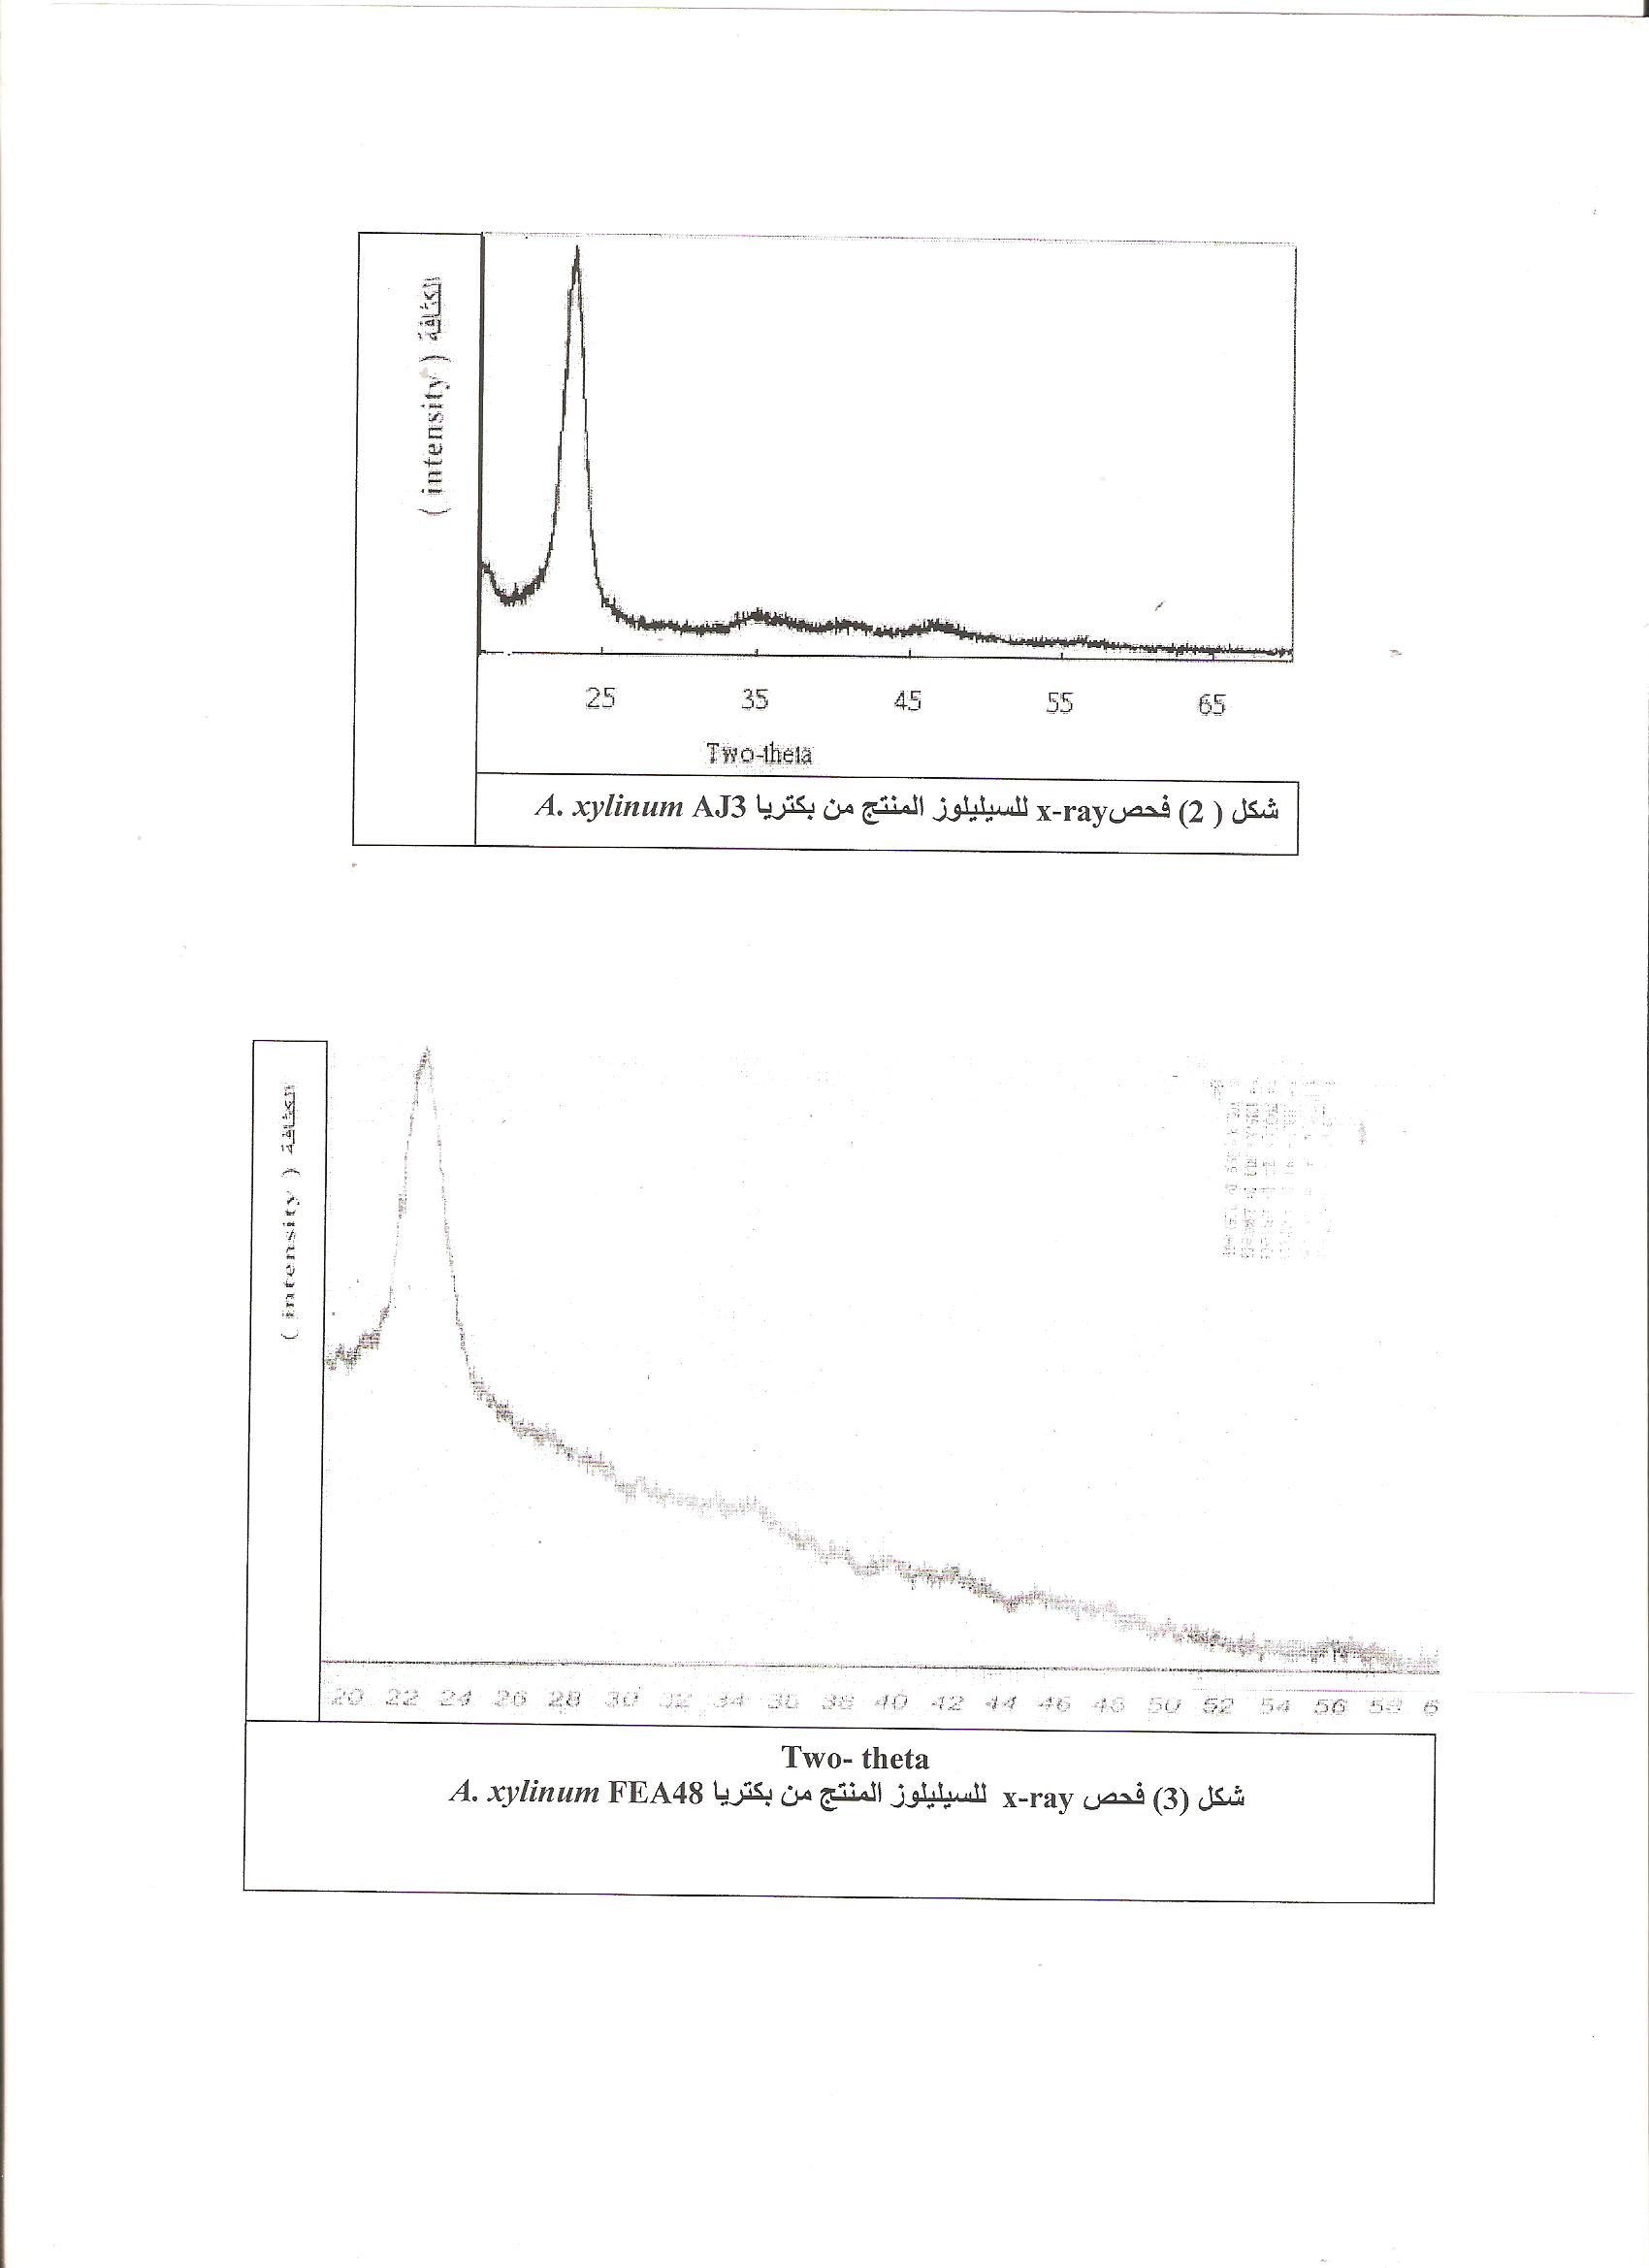 الكثافة ( intensity )
25 35 45 55 65
Two-theta
شكل ( 2) فحصx-ray للسيليلوز المنتج من بكتريا A. xylinum AJ3
الكثافة ( intensity )
20 22 24 26 28 30 32 34 36 38 40 42 44 46 48 50 52 54 56 58 6
Two- theta
شكل (3) فحص x-ray للسيليلوز المنتج من بكتريا A. xylinum FEA48